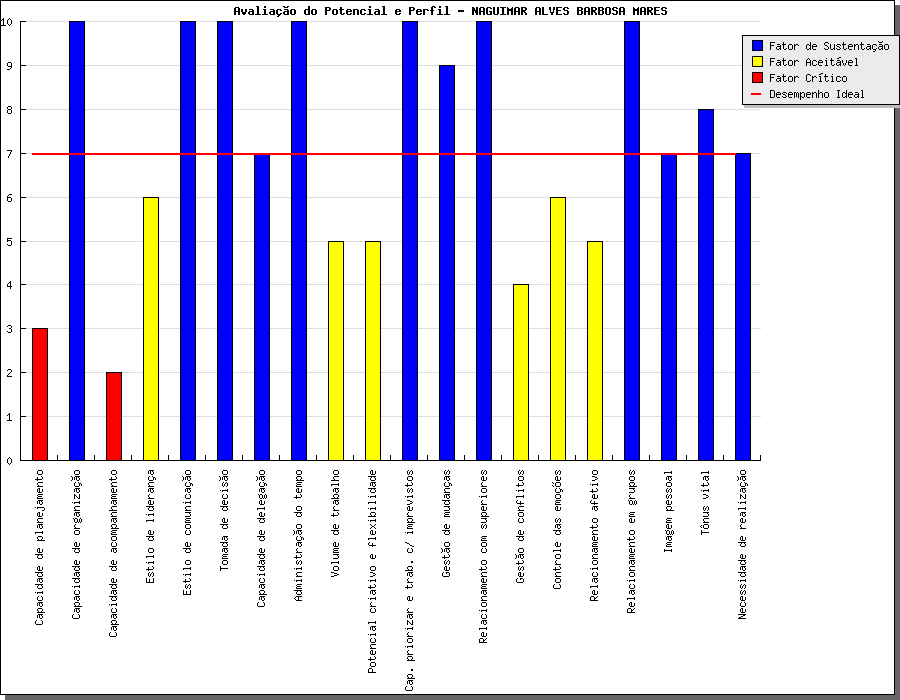 Avaliação do Potencial e Perfil - NAGUIMAR ALVES BARBOSA MARES
Fator de Sustentação
Fator Aceitável
Fator Crítico
Desempenho Ideal
10
9
8
7
6
5
4
3
2
1
0
Capacidade de planejamento
Capacidade de organização
Capacidade de acompanhamento
Estilo de liderança
Estilo de comunicação
Tomada de decisão
Capacidade de delegação
Administração do tempo
Volume de trabalho
Potencial criativo e flexibilidade
Cap. priorizar e trab. c/ imprevistos
Gestão de mudanças
Relacionamento com superiores
Gestão de conflitos
Controle das emoções
Relacionamento afetivo
Relacionamento em grupos
Imagem pessoal
Tônus vital
Necessidade de realização